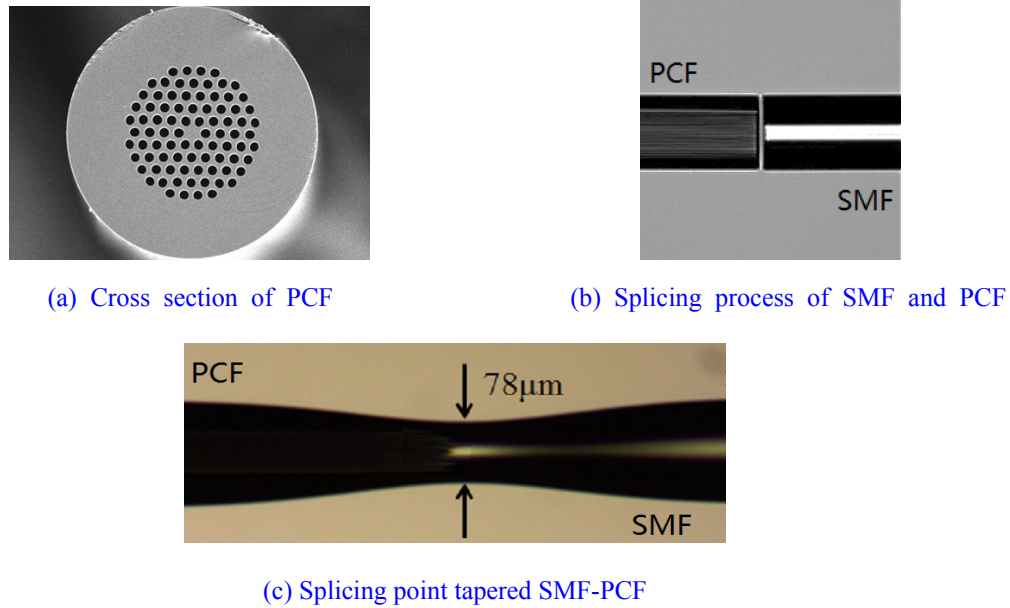 PCF
SMF
(a) Cross section of PCF
(b) Splicing process of SMF and PCF
PCF
78μm
SMF
(c) Splicing point tapered SMF-PCF